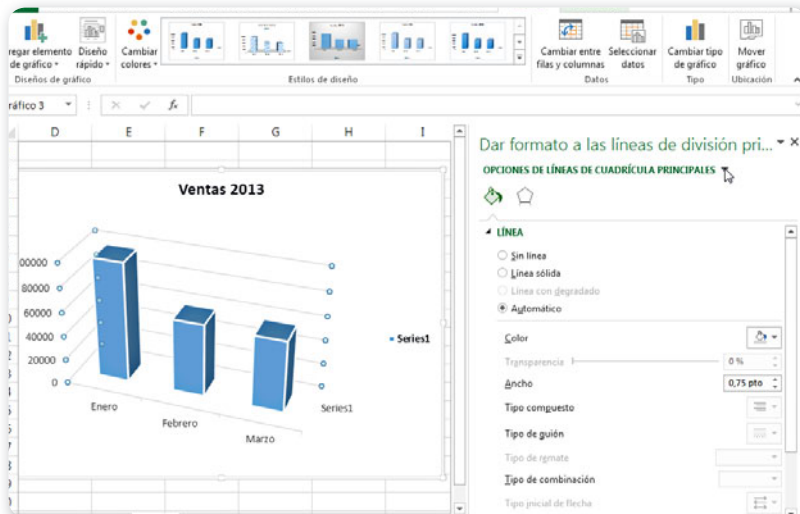 regar elemento de gráfico
Diseño rápido
Cambiar colores
Cambiar entre filas y columnas
Seleccionar datos
Cambiar tipo de gráfico
Mover gráfico
Diseños de gráfico
Estilos de diseño
Datos
Tipo
Ubicación
ráfico 3
fx
D E F G H I
Dar formato a las líneas de división pri...
OPCIONES DE LÍNEAS DE CUADRÍCULA PRINCIPALES
Ventas 2013
00000
80000
60000
40000
20000
0
Enero
Febrero
Marzo
Series1
Series1
LÍNEA
Sin línea
Línea sólida
Línea con degradado
Automático
Color
Transparencia 0 %
Ancho 0,75 pto
Tipo compuesto
Tipo de guión
Tipo de remate
Tipo de combinación
Tipo inicial de flecha